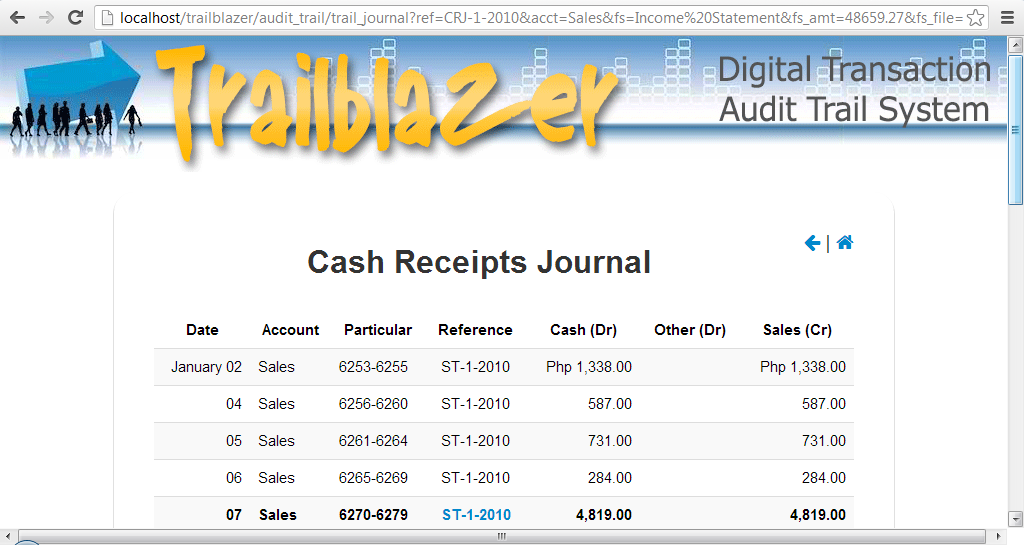 localhost/trailblazer/audit_trail/trail_journal?ref=CRJ-1-2010&acct=Sales&fs=Income%20Statement&fs_amt=48659.27&fs_file=
Trailblazer
Digital Transaction
Audit Trail System
|
Cash Receipts Journal
Date Account Particular Reference Cash (Dr) Other (Dr) Sales (Cr)
January 02 Sales 6253-6255 ST-1-2010 Php 1,338.00 Php 1,338.00
04 Sales 6256-6260 ST-1-2010 587.00 587.00
05 Sales 6261-6264 ST-1-2010 731.00 731.00
06 Sales 6265-6269 ST-1-2010 284.00 284.00
07 Sales 6270-6279 ST-1-2010 4,819.00 4,819.00